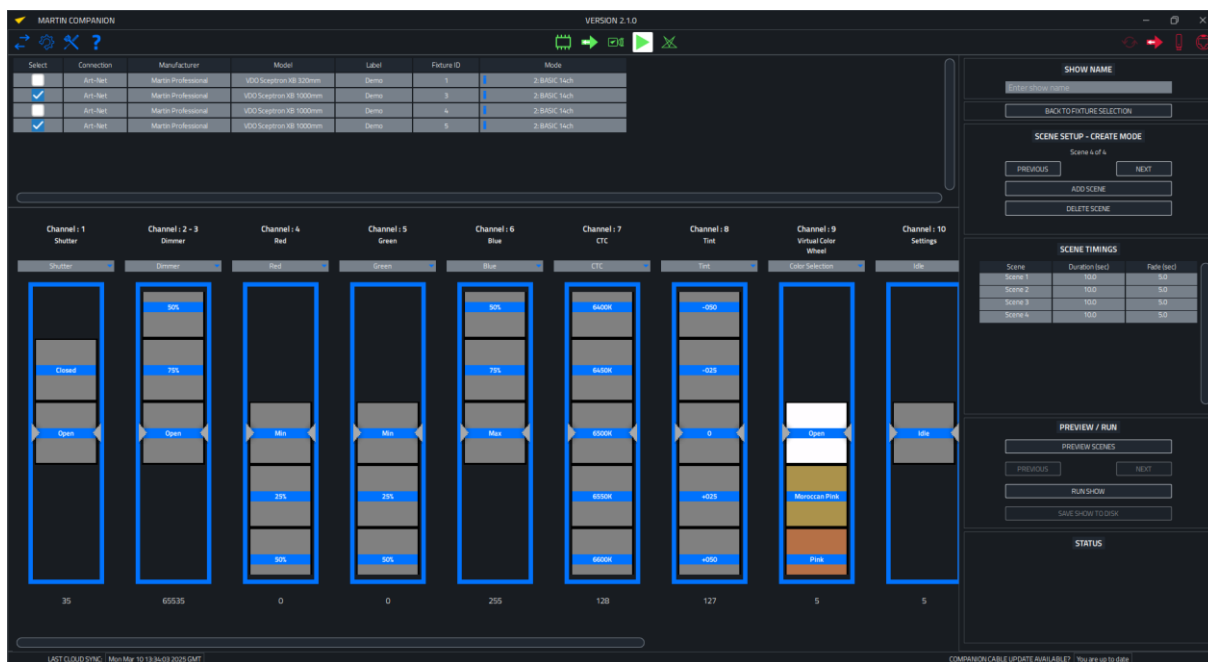 MARTIN COMPANION
VERSION 2.1.0
Select Connection Manufacturer Model Label Fixture ID Mode
Art-Net Martin Professional VDO Sceptron XB 320mm Demo 1 2: BASIC 14ch
Art-Net Martin Professional VDO Sceptron XB 1000mm Demo 3 2: BASIC 14ch
Art-Net Martin Professional VDO Sceptron XB 1000mm Demo 4 2: BASIC 14ch
Art-Net Martin Professional VDO Sceptron XB 1000mm Demo 5 2: BASIC 14ch
Channel : 1 Channel : 2 - 3 Channel : 4 Channel : 5 Channel : 6 Channel : 7 Channel : 8 Channel : 9 Channel : 10
Shutter Dimmer Red Green Blue CTC Tint Virtual Color Wheel Settings
Shutter Dimmer Red Green Blue CTC Tint Color Selection Idle
50% 50% 6400K -050
Closed 75% 75% 6450K -025
Open Open Min Min Max 6500K 0 Open Idle
25% 25% 6550K +025 Moroccan Pink
50% 50% 6600K +050 Pink
35 65535 0 0 255 128 127 5 5
SHOW NAME
Enter show name
BACK TO FIXTURE SELECTION
SCENE SETUP - CREATE MODE
Scene 4 of 4
PREVIOUS NEXT
ADD SCENE
DELETE SCENE
SCENE TIMINGS
Scene Duration (sec) Fade (sec)
Scene 1 10.0 5.0
Scene 2 10.0 5.0
Scene 3 10.0 5.0
Scene 4 10.0 5.0
PREVIEW / RUN
PREVIEW SCENES
PREVIOUS NEXT
RUN SHOW
SAVE SHOW TO DISK
STATUS
LAST CLOUD SYNC: Mon Mar 10 13:34:03 2025 GMT
COMPANION CABLE UPDATE AVAILABLE? You are up to date